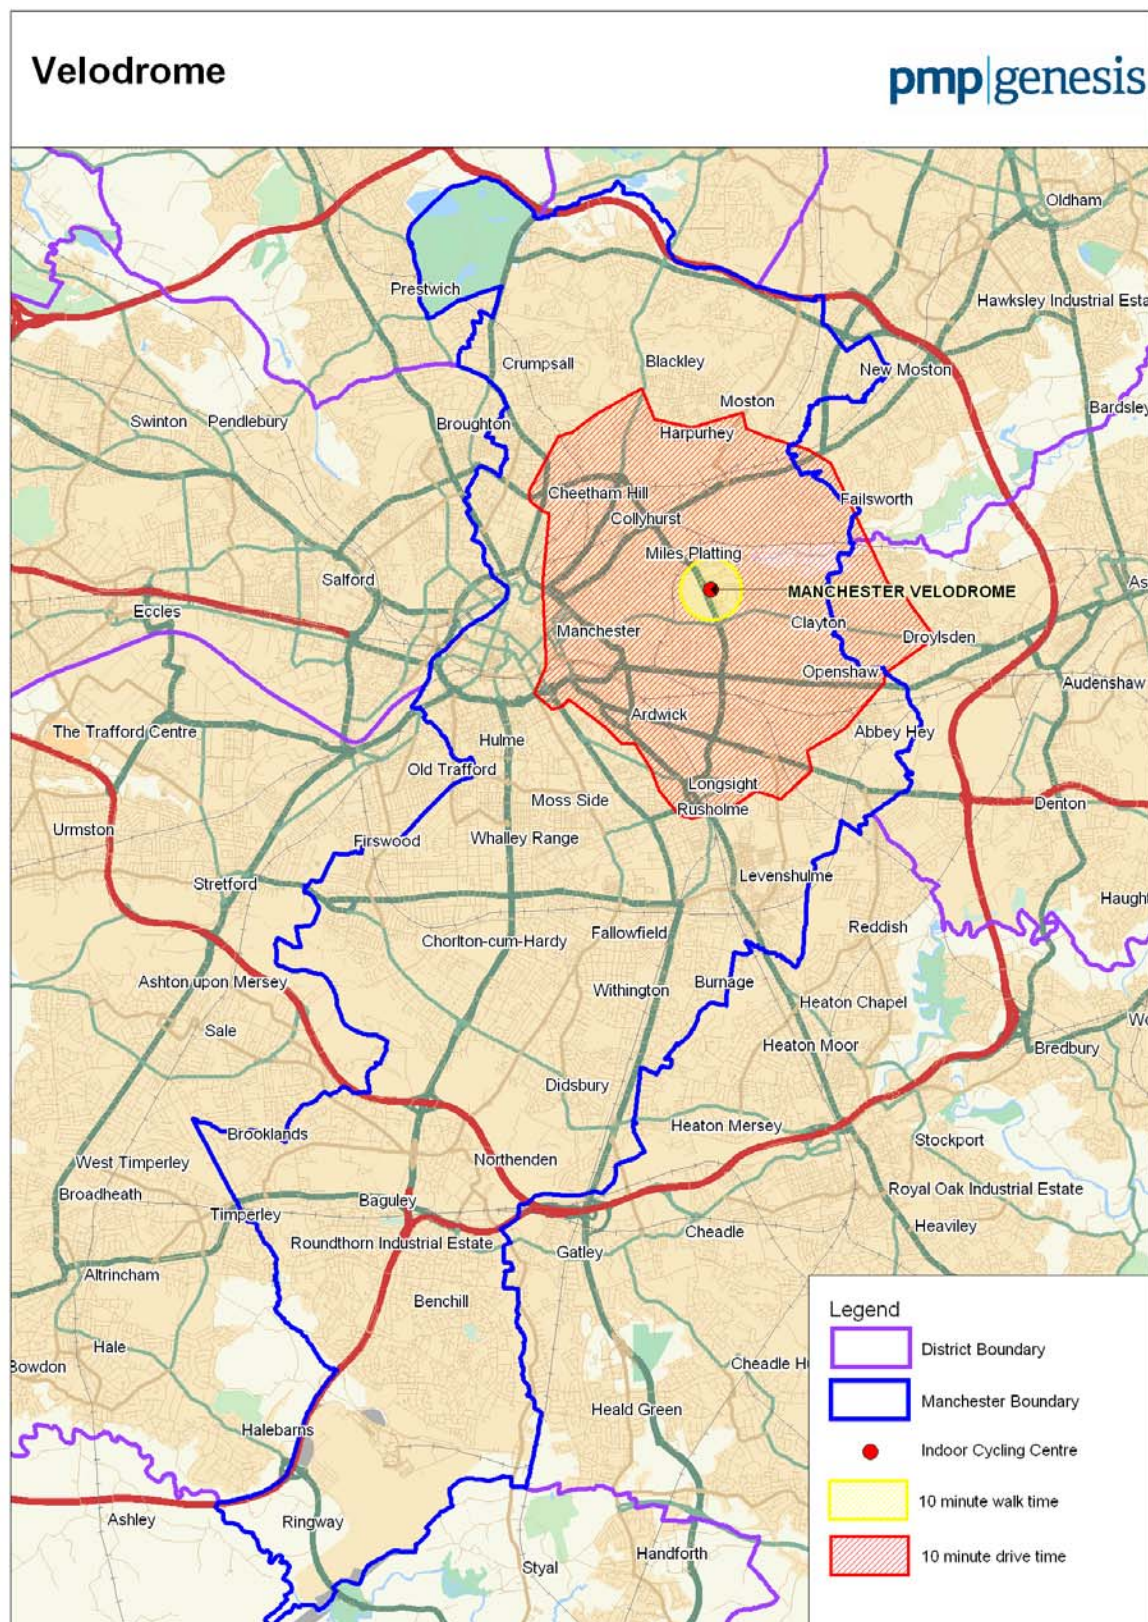 Velodrome
pmp|genesis
Oldham
Prestwich
Hawksley Industrial Esta
Crumpsall
Blackley
New Moston
Moston
Bardsley
Swinton
Pendlebury
Broughton
Harpurhey
Cheetham Hill
Failsworth
Collyhurst
Miles Platting
Salford
As
MANCHESTER VELODROME
Eccles
Manchester
Clayton
Droylsden
Openshaw
Audenshaw
Ardwick
The Trafford Centre
Hulme
Abbey Hey
Old Trafford
Longsight
Moss Side
Rusholme
Denton
Urmston
Firswood
Whalley Range
Stretford
Levenshulme
Haught
Reddish
Chorlton-cum-Hardy
Fallowfield
Ashton upon Mersey
Withington
Burnage
Heaton Chapel
Wo
Sale
Heaton Moor
Bredbury
Didsbury
Heaton Mersey
Brooklands
Stockport
West Timperley
Northenden
Broadheath
Baguley
Royal Oak Industrial Estate
Timperley
Heaviley
Cheadle
Roundthorn Industrial Estate
Gatley
Altrincham
Benchill
Hale
Bowdon
Cheadle Hu
Heald Green
Halebarns
Ashley
Ringway
Handforth
Styal
Legend
District Boundary
Manchester Boundary
Indoor Cycling Centre
10 minute walk time
10 minute drive time